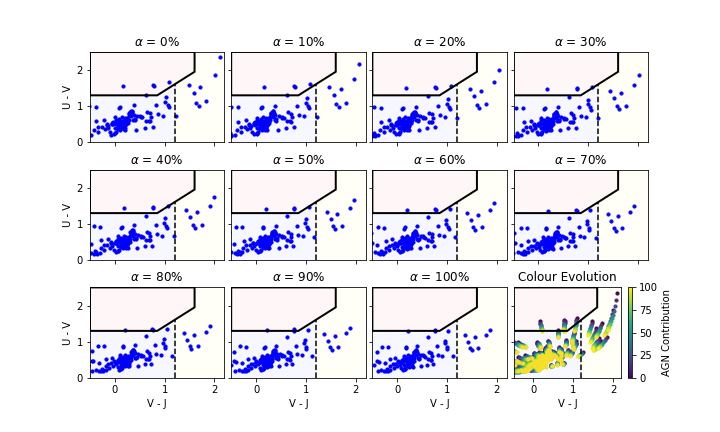 α = 0%
α = 10%
α = 20%
α = 30%
2
1
0
U - V
α = 40%
α = 50%
α = 60%
α = 70%
2
1
0
U - V
α = 80%
α = 90%
α = 100%
Colour Evolution
2
1
0
U - V
100
75
50
25
0
AGN Contribution
0 1 2
0 1 2
0 1 2
0 1 2
V - J
V - J
V - J
V - J